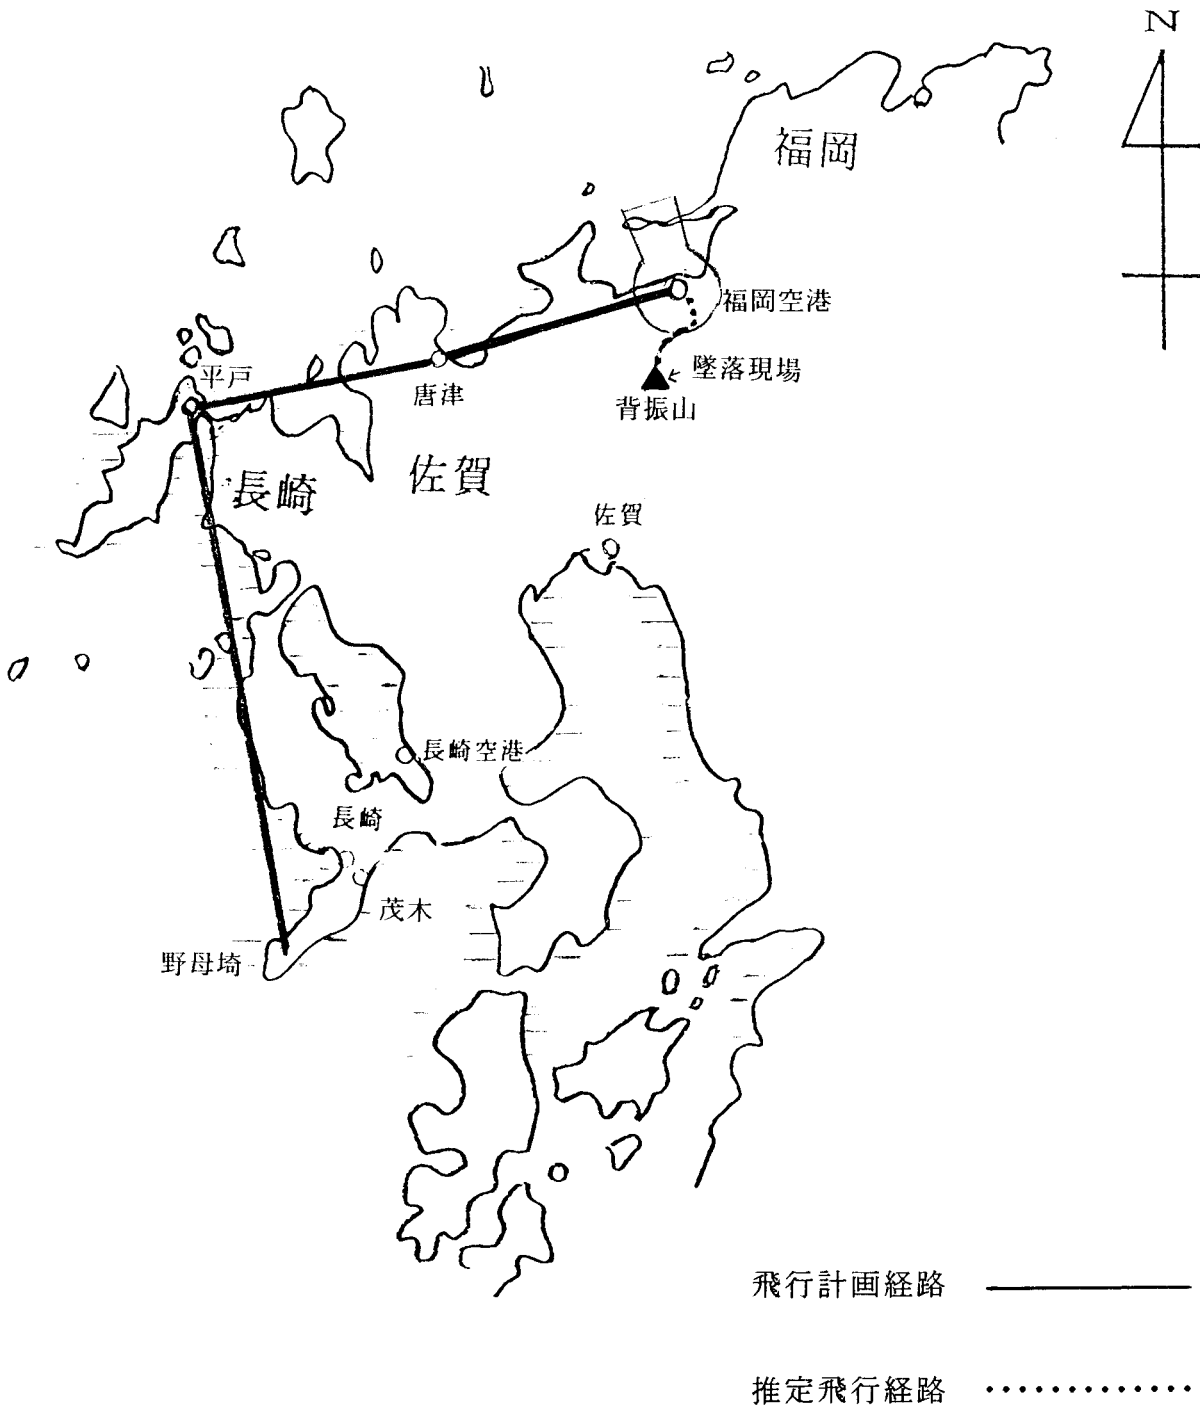 N
福岡
福岡空港
墜落現場
平戸
唐津
背振山
長崎
佐賀
佐賀
長崎空港
長崎
茂木
野母埼
飛行計画経路
推定飛行経路